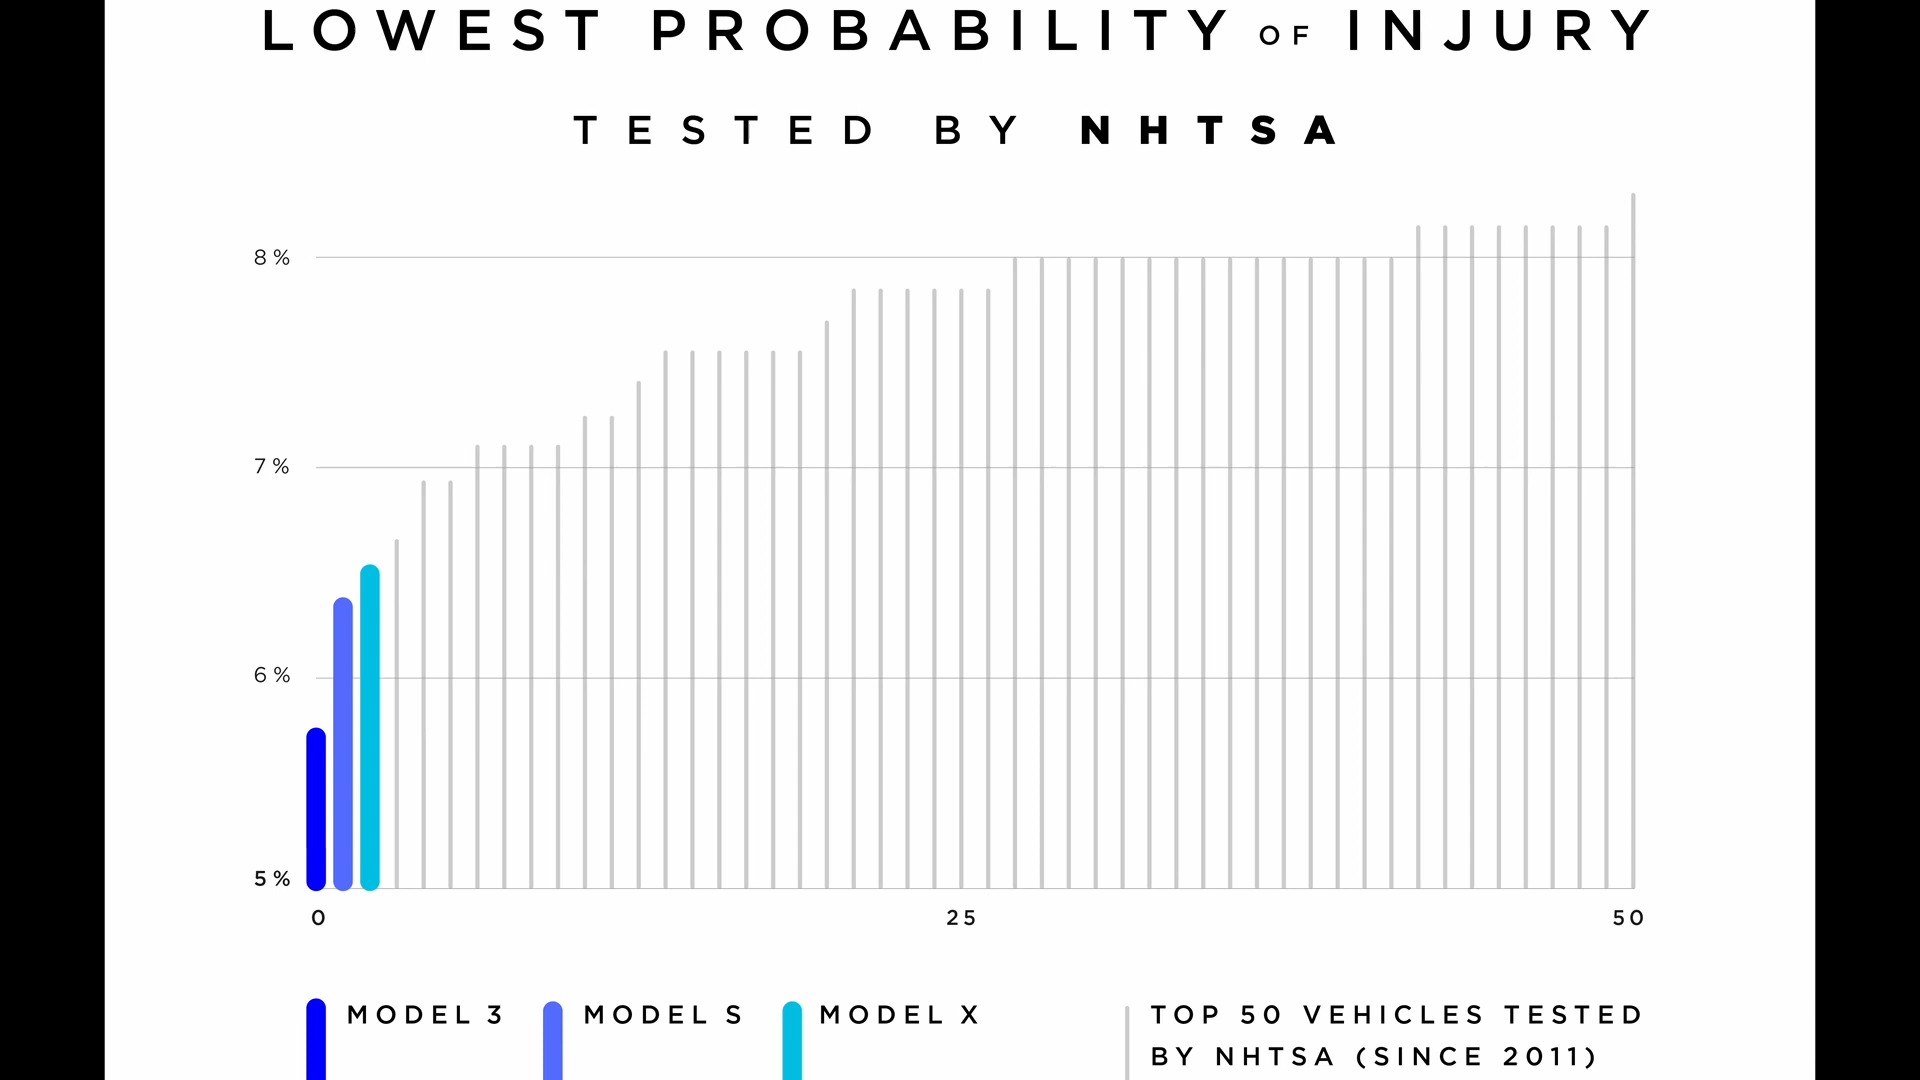 LOWEST PROBABILITY OF INJURY
TESTED BY NHTSA
8%
7%
6%
5%
0 25 50
MODEL 3 MODEL S MODEL X TOP 50 VEHICLES TESTED
BY NHTSA (SINCE 2011)